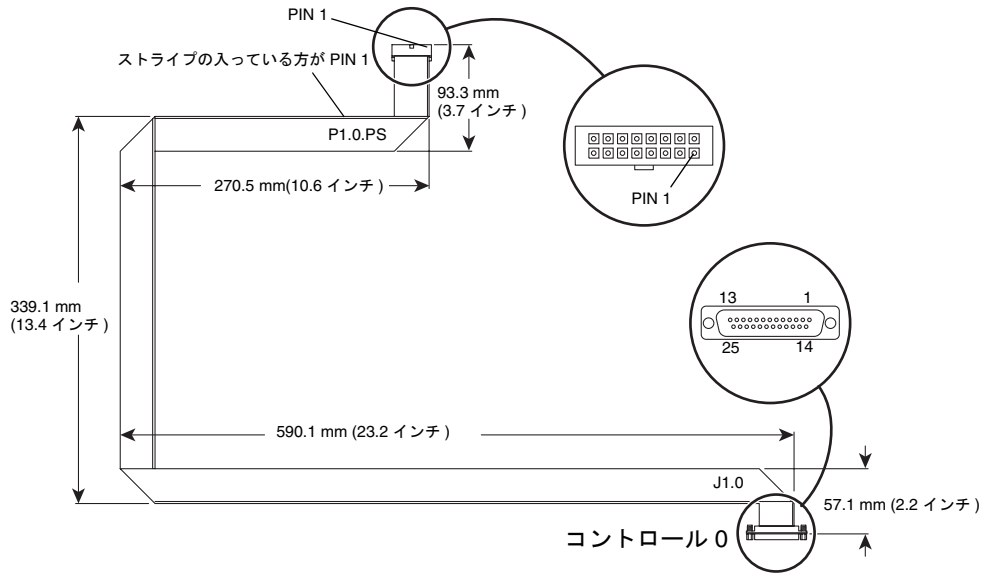 PIN 1
ストライプの入っている方が PIN 1
93.3 mm
(3.7 インチ )
P1.0.PS
270.5 mm(10.6 インチ )
PIN 1
339.1 mm
(13.4 インチ )
13 1
25 14
590.1 mm (23.2 インチ )
J1.0
57.1 mm (2.2 インチ )
コントロール 0